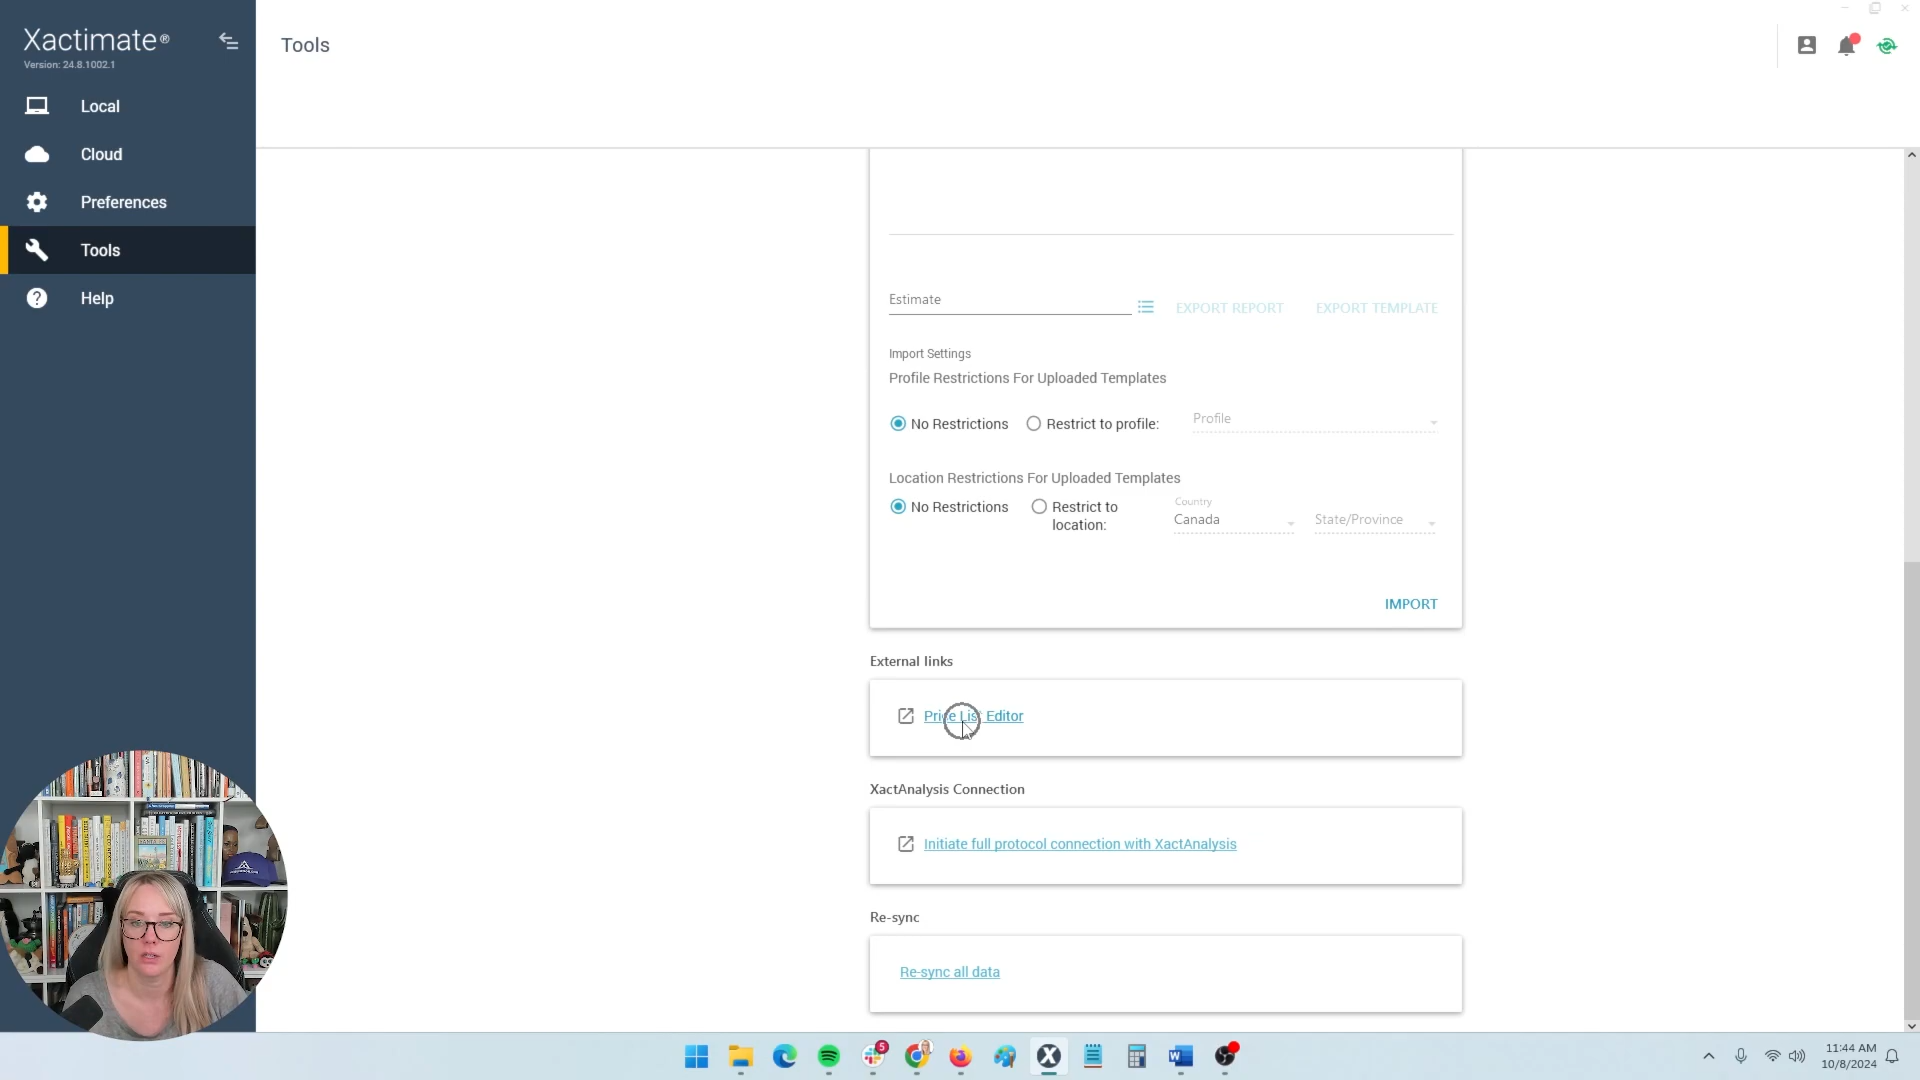 Xactimate®
Version: 24.8.1002.1
Tools
Local
Cloud
Preferences
Tools
Help
Estimate
EXPORT REPORT
EXPORT TEMPLATE
Import Settings
Profile Restrictions For Uploaded Templates
No Restrictions
Restrict to profile:
Profile
Location Restrictions For Uploaded Templates
No Restrictions
Restrict to
location:
Country
Canada
State/Province
IMPORT
External links
Price List Editor
XactAnalysis Connection
Initiate full protocol connection with XactAnalysis
Re-sync
Re-sync all data
5
11:44 AM
10/8/2024